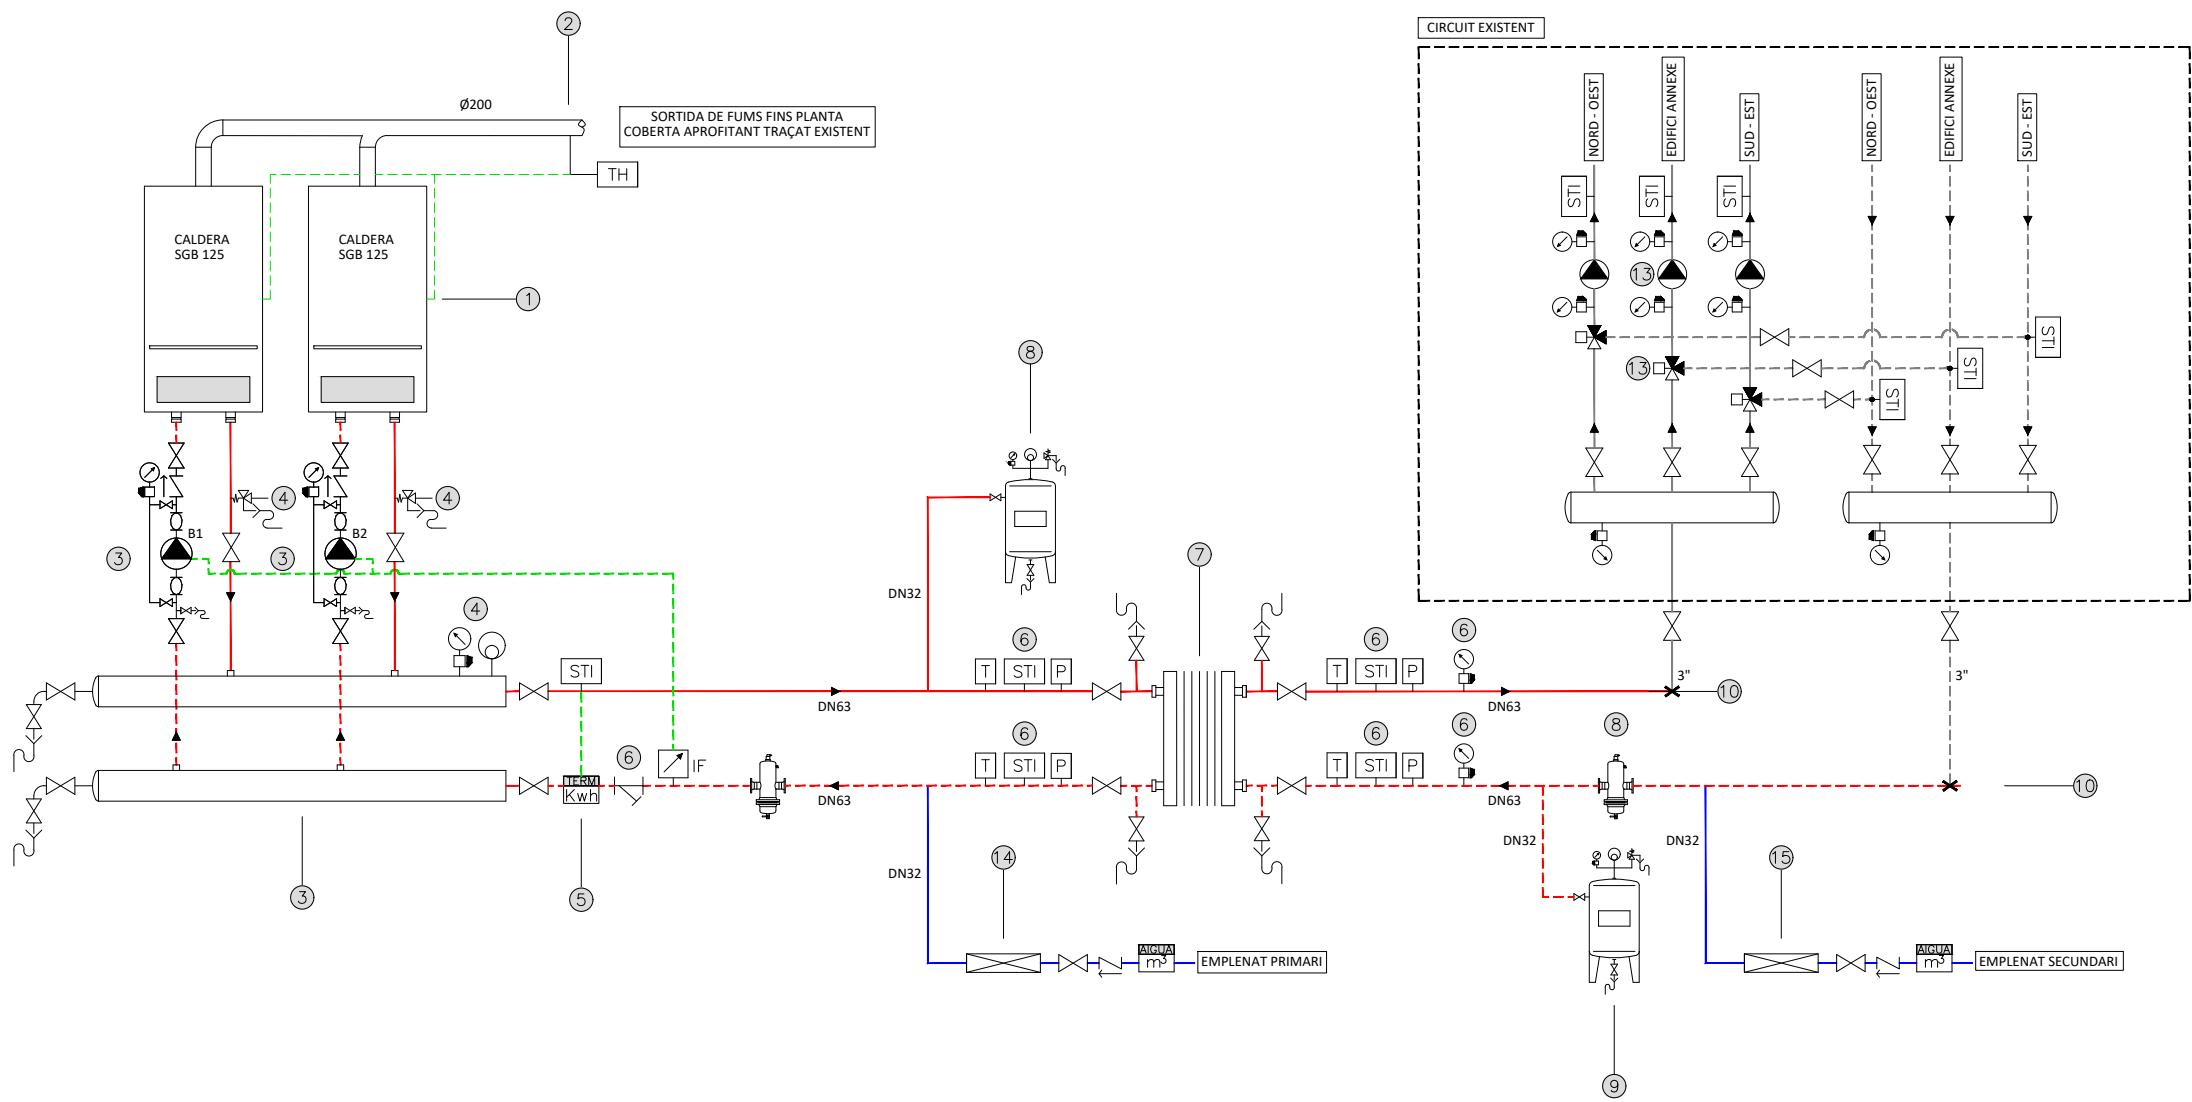 2
CIRCUIT EXISTENT
Ø200
SORTIDA DE FUMS FINS PLANTA
COBERTA APROFITANT TRAÇAT EXISTENT
TH
NORD - OEST
EDIFICI ANNEXE
SUD - EST
NORD - OEST
EDIFICI ANNEXE
SUD - EST
STI
STI
STI
CALDERA
SGB 125
CALDERA
SGB 125
1
13
13
STI
STI
STI
8
4
4
B1
B2
3
3
7
DN32
4
6
6
6
STI
T
STI
P
T
STI
P
3"
3"
10
DN63
DN63
6
6
6
8
6
T
STI
P
T
STI
P
IF
TERM
Kwh
DN63
DN63
10
DN32
DN32
DN32
14
15
3
5
AIGUA
m³
EMPLENAT PRIMARI
AIGUA
m³
EMPLENAT SECUNDARI
9